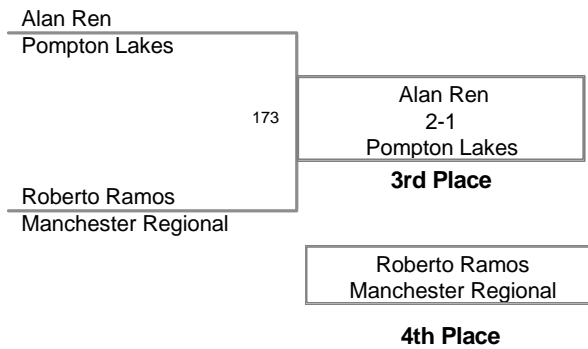 Alan Ren
Pompton Lakes
173
Alan Ren
2-1
Pompton Lakes
3rd Place
Roberto Ramos
Manchester Regional
Roberto Ramos
Manchester Regional
4th Place